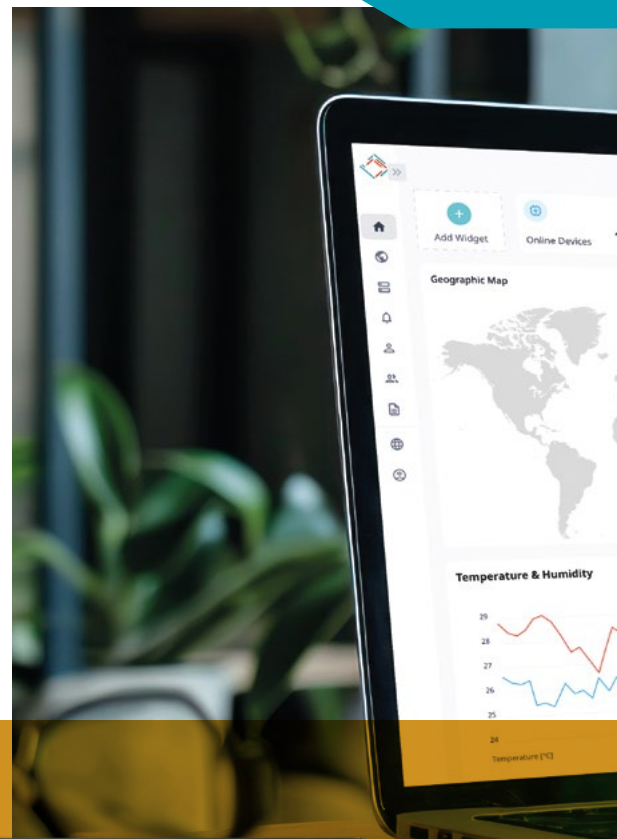 Add Widget
Online Devices
Geographic Map
Temperature & Humidity
29
28
27
26
25
24
Temperature [°C]